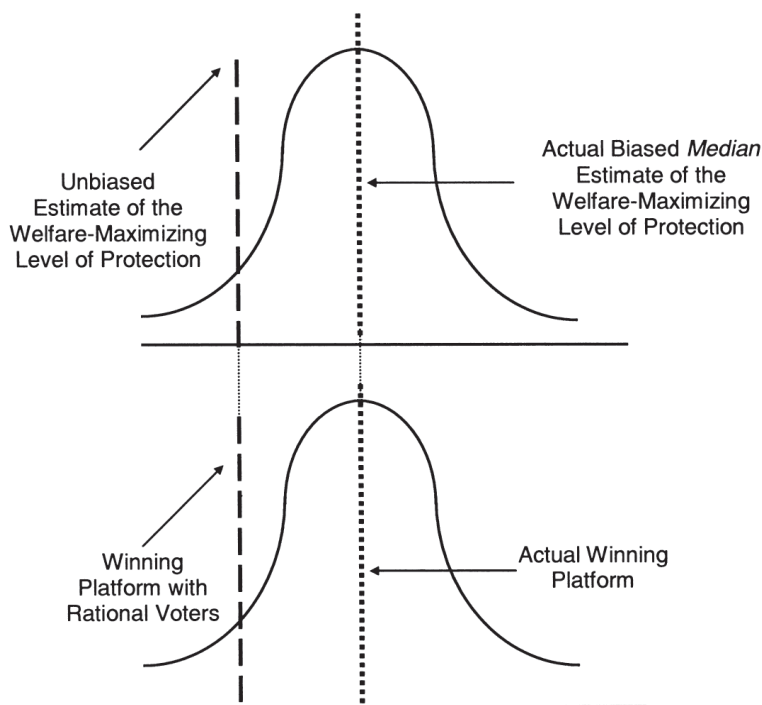 Unbiased
Estimate of the
Welfare-Maximizing
Level of Protection
Actual Biased Median
Estimate of the
Welfare-Maximizing
Level of Protection
Winning
Platform with
Rational Voters
Actual Winning
Platform